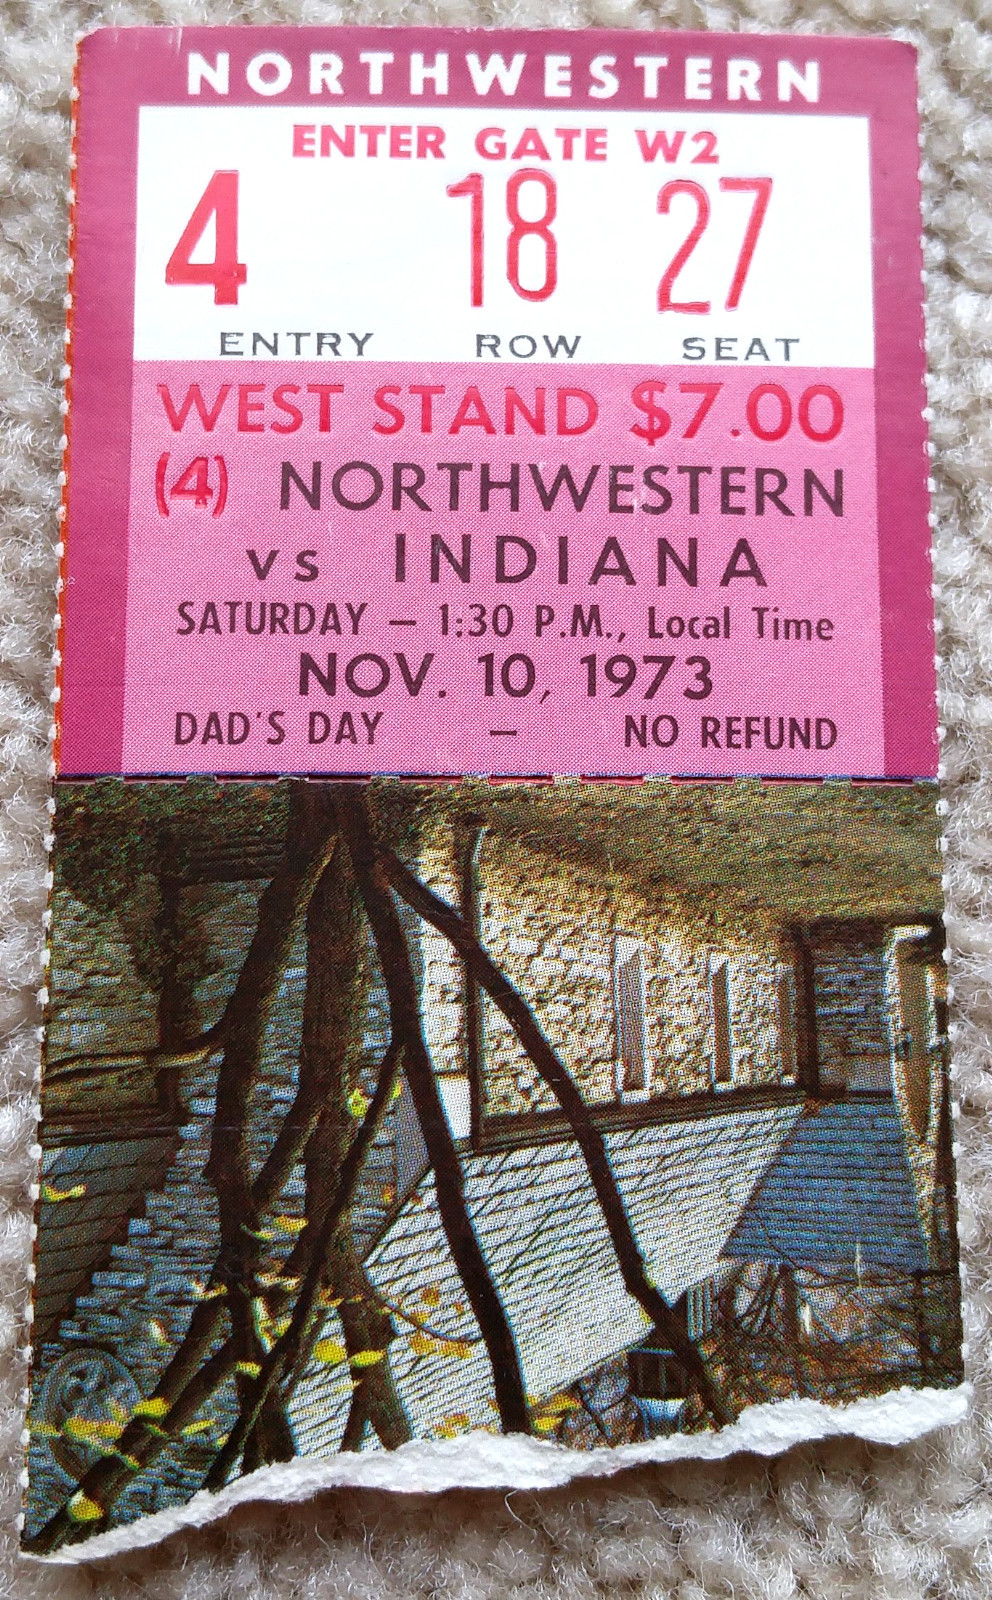 NORTHWESTERN
ENTER GATE W2
4 18 27
ENTRY ROW SEAT
WEST STAND $7.00
(4) NORTHWESTERN
vs INDIANA
SATURDAY — 1:30 P.M., Local Time
NOV. 10, 1973
DAD'S DAY — NO REFUND